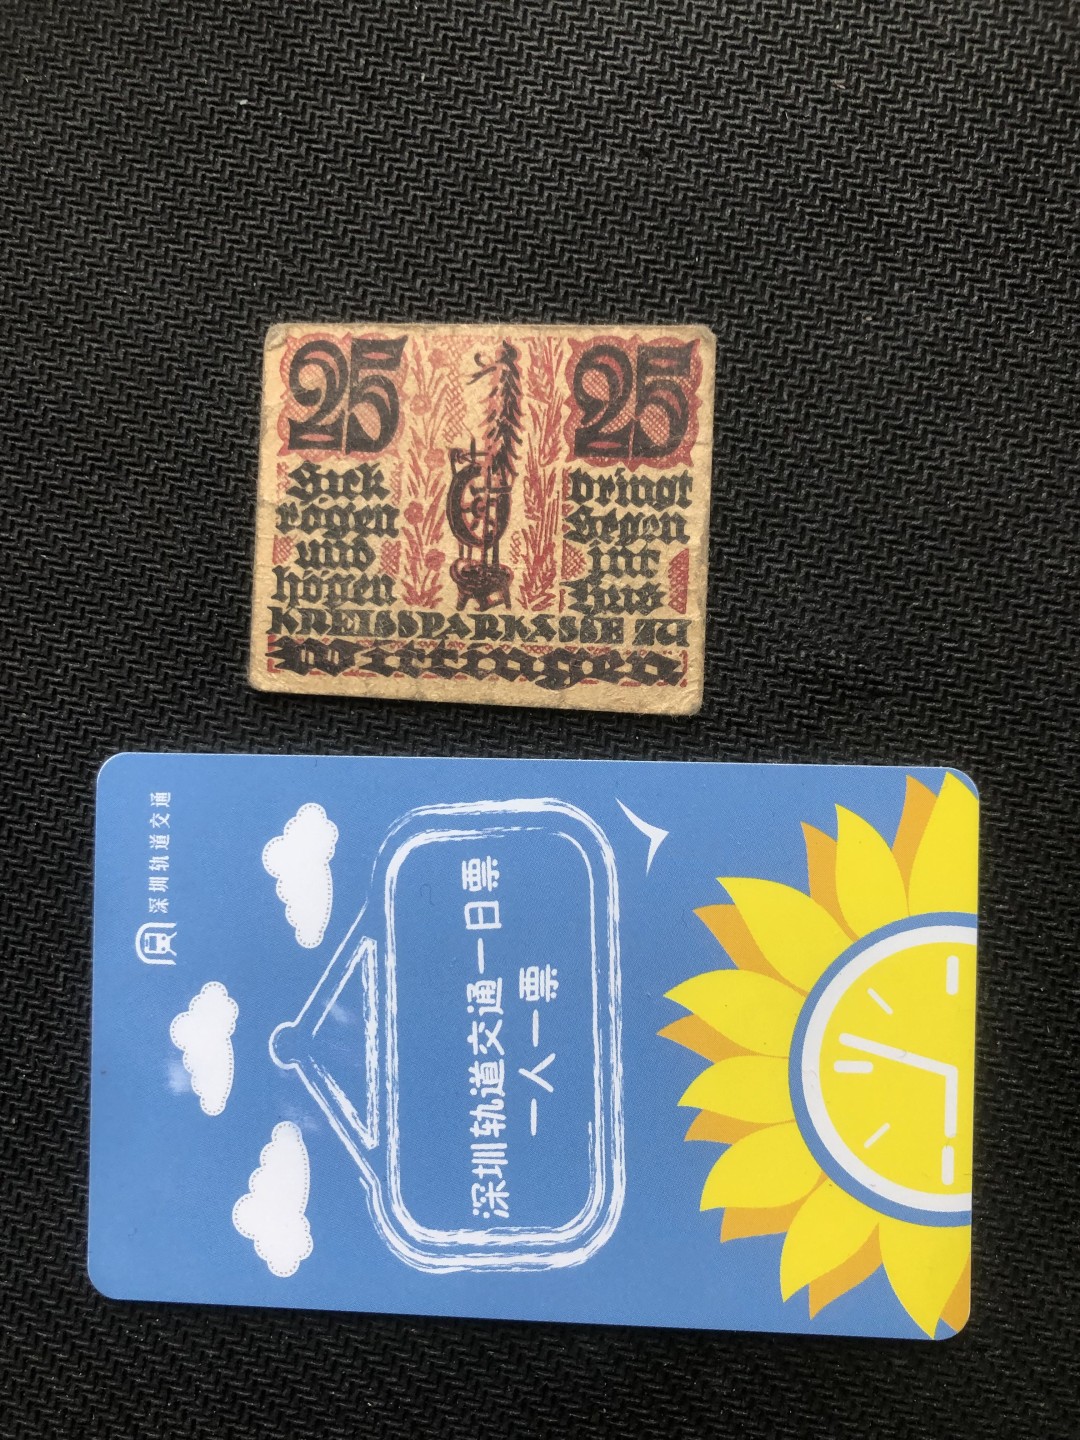 25
25
Sick
rögen
und
högen
bringt
Segen
int
Hus
KREISSPARKASSE ZU
Wittingen
深圳轨道交通
深圳轨道交通一日票
一人一票